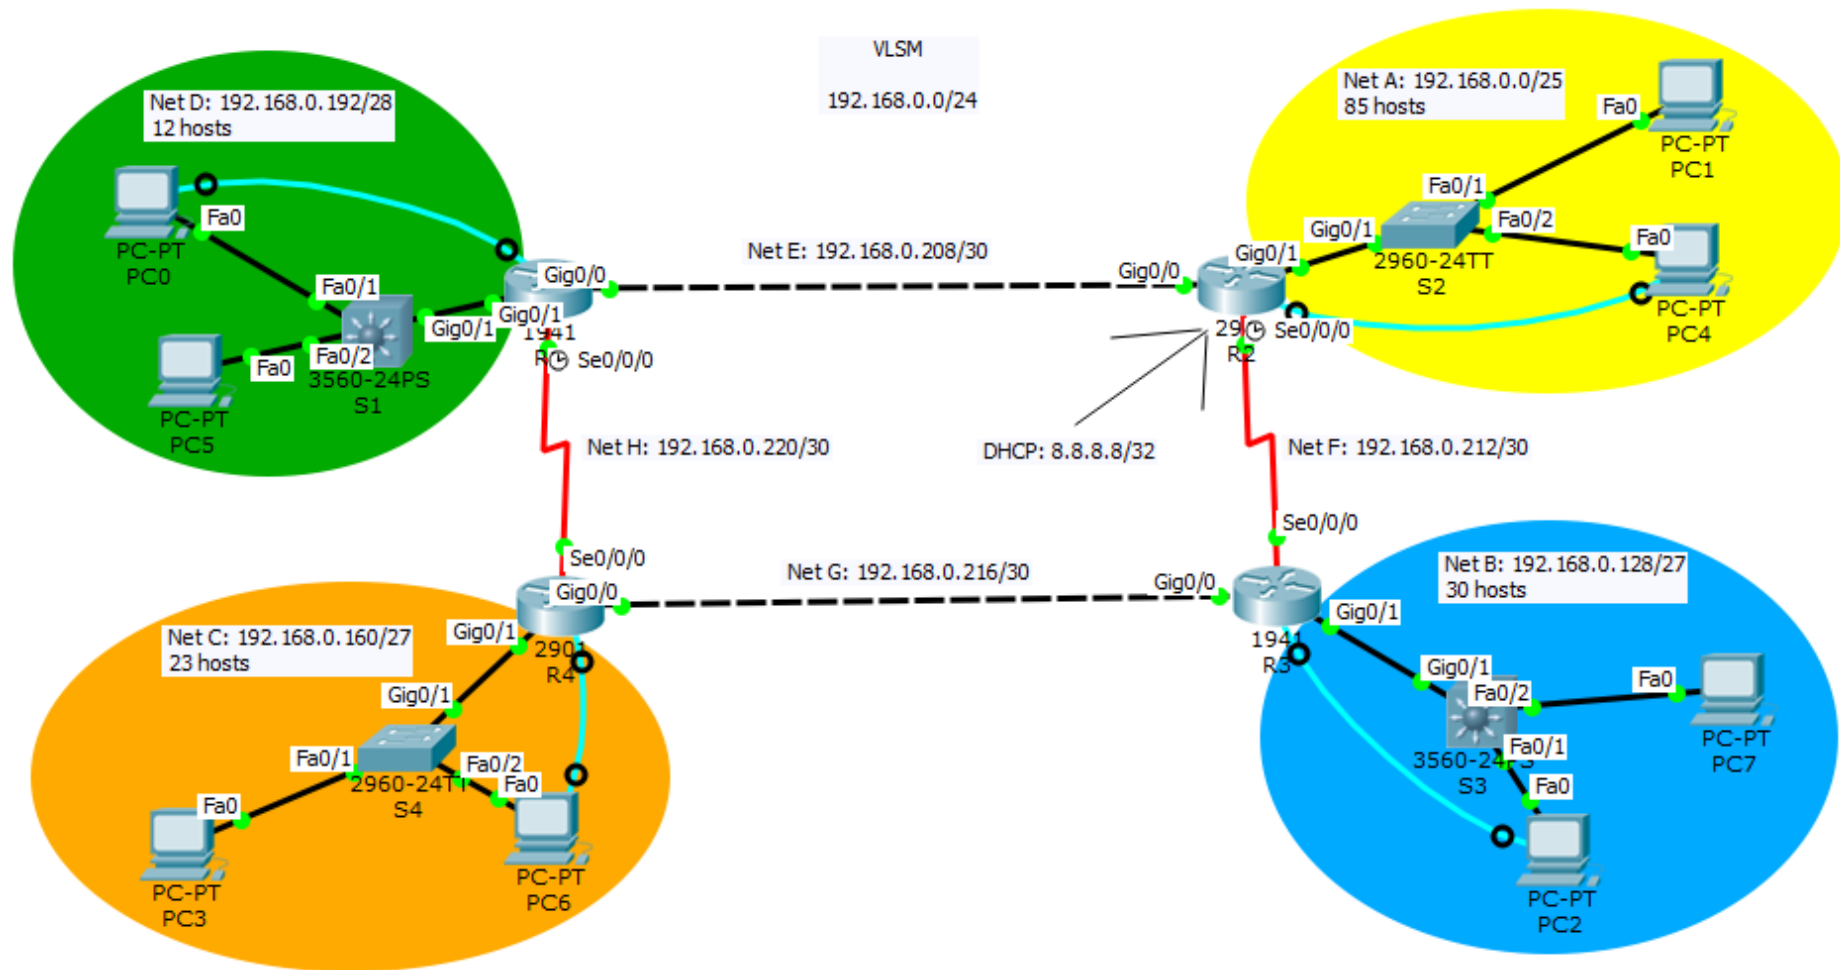 VLSM
192.168.0.0/24
Net D: 192.168.0.192/28
12 hosts
PC-PT
PC0
Fa0
Fa0/1
Fa0/2
Fa0
PC-PT
PC5
3560-24PS
S1
Gig0/1
Gig0/1
Gig0/0
1941
Se0/0/0
Net E: 192.168.0.208/30
Gig0/0
Gig0/1
Se0/0/0
R2
Net A: 192.168.0.0/25
85 hosts
Fa0
PC-PT
PC1
Fa0/1
Fa0/2
Gig0/1
2960-24TT
S2
Fa0
PC-PT
PC4
Net H: 192.168.0.220/30
DHCP: 8.8.8.8/32
Net F: 192.168.0.212/30
Se0/0/0
Gig0/0
Net G: 192.168.0.216/30
Se0/0/0
Gig0/0
1941
R3
2901
R4
Net C: 192.168.0.160/27
23 hosts
Gig0/1
Gig0/1
Fa0/1
Fa0/2
Fa0
2960-24TT
S4
Fa0
PC-PT
PC3
PC-PT
PC6
Net B: 192.168.0.128/27
30 hosts
Gig0/1
Gig0/1
Fa0/2
Fa0
PC-PT
PC7
Fa0/1
3560-24PS
S3
Fa0
PC-PT
PC2